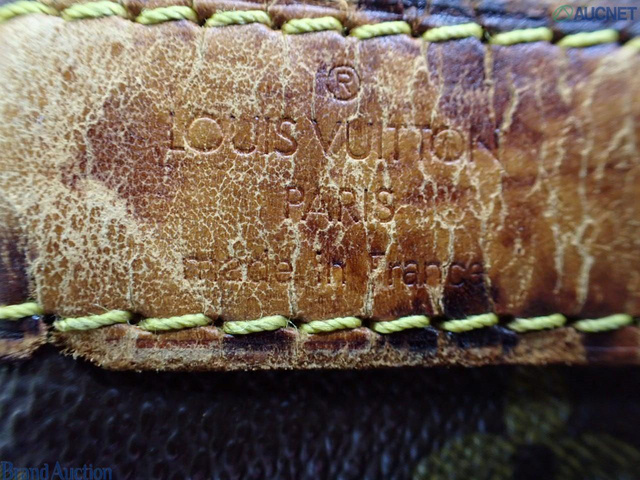 AUCNET
®
LOUIS VUITTON
PARIS
made in France
Brand Auction